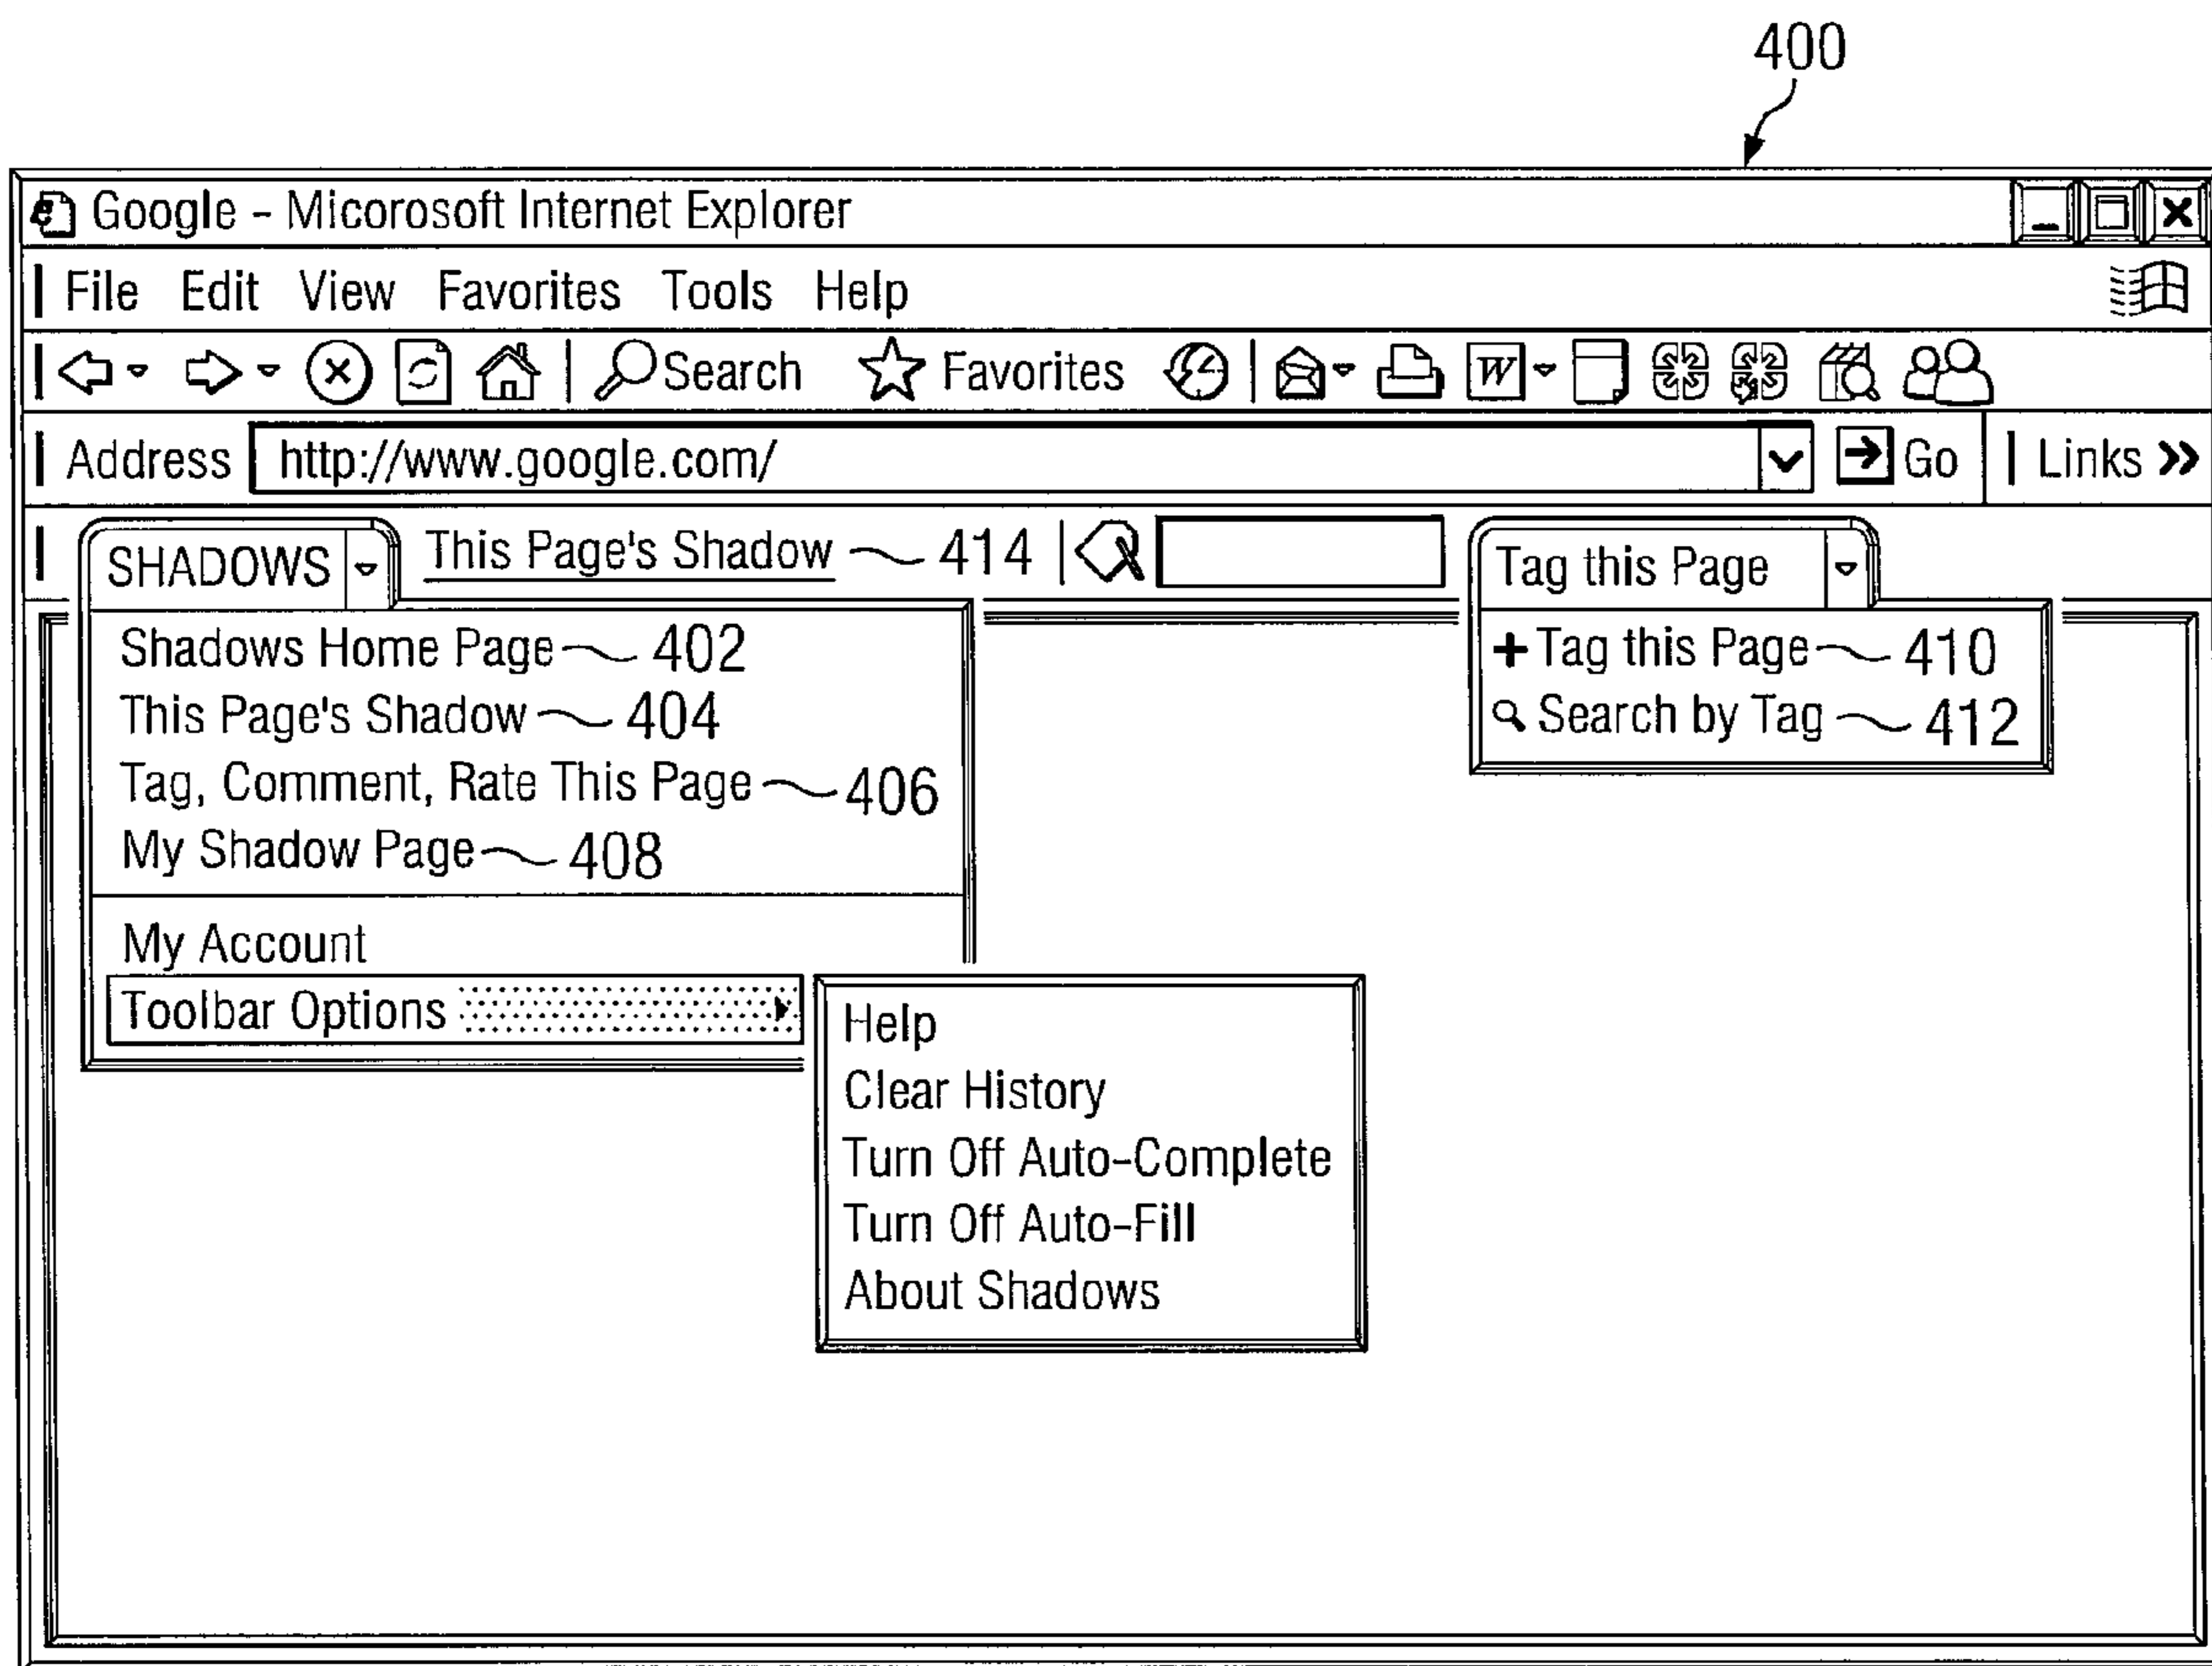 400
Google - Micorosoft Internet Explorer
File Edit View Favorites Tools Help
Search Favorites W
Address http://www.google.com/ Go Links »
SHADOWS This Page's Shadow 414 Tag this Page
Shadows Home Page 402
This Page's Shadow 404
Tag, Comment, Rate This Page 406
My Shadow Page 408
My Account
Toolbar Options
+ Tag this Page 410
Search by Tag 412
Help
Clear History
Turn Off Auto-Complete
Turn Off Auto-Fill
About Shadows